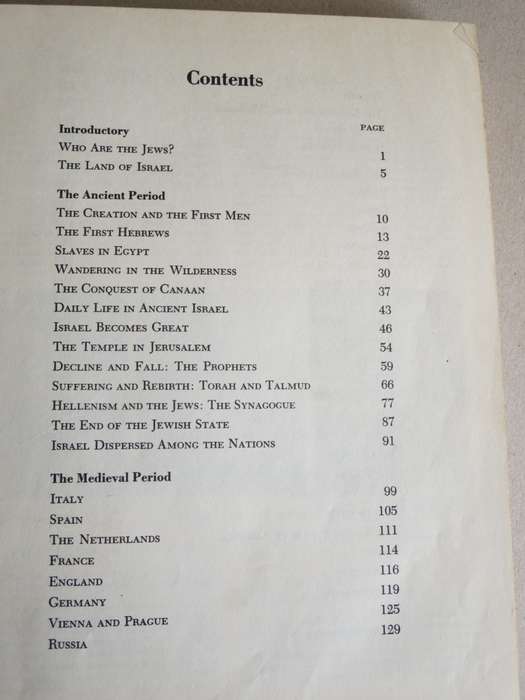 Contents
Introductory PAGE
Who Are the Jews? 1
The Land of Israel 5
The Ancient Period
The Creation and the First Men 10
The First Hebrews 13
Slaves in Egypt 22
Wandering in the Wilderness 30
The Conquest of Canaan 37
Daily Life in Ancient Israel 43
Israel Becomes Great 46
The Temple in Jerusalem 54
Decline and Fall: The Prophets 59
Suffering and Rebirth: Torah and Talmud 66
Hellenism and the Jews: The Synagogue 77
The End of the Jewish State 87
Israel Dispersed Among the Nations 91
The Medieval Period
Italy 99
Spain 105
The Netherlands 111
France 114
England 116
Germany 119
Vienna and Prague 125
Russia 129